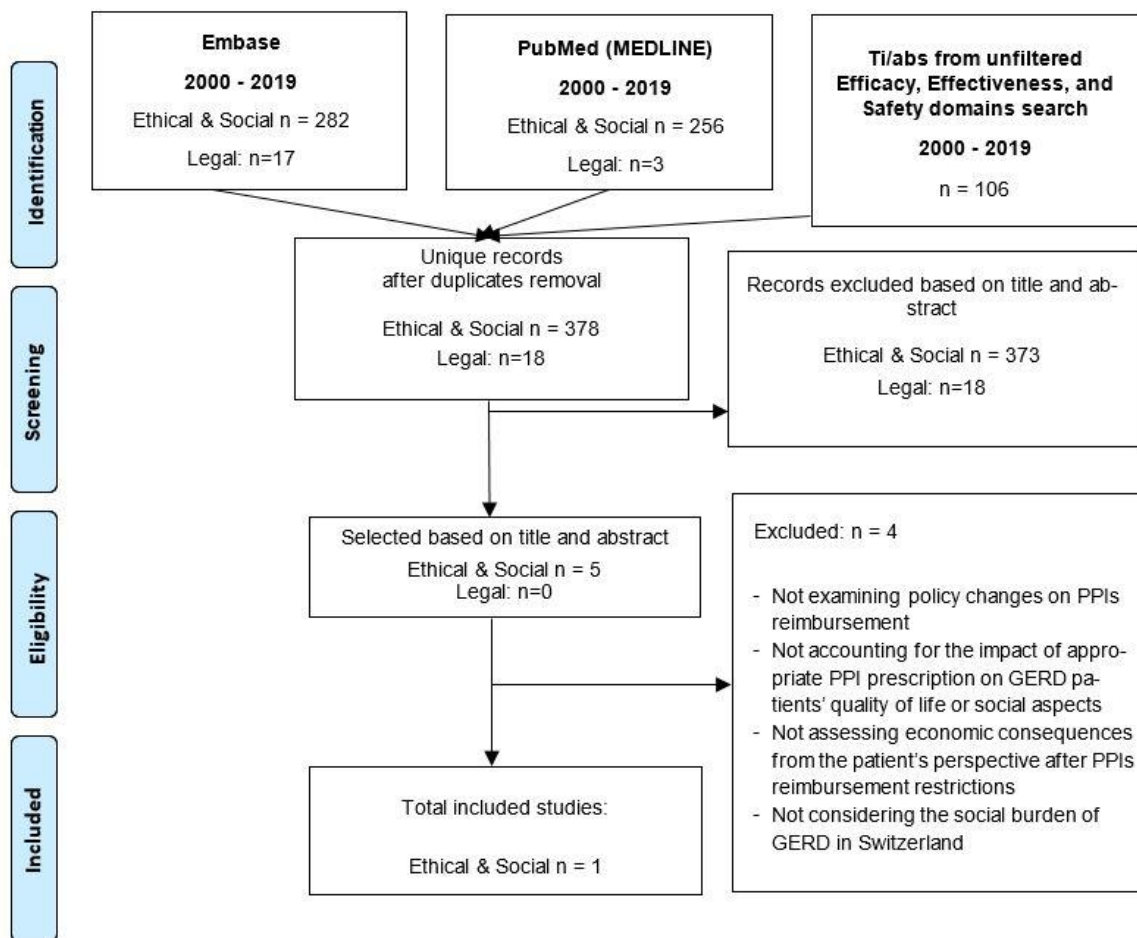 Identification
Embase
2000 - 2019
Ethical & Social n = 282
Legal: n=17
PubMed (MEDLINE)
2000 - 2019
Ethical & Social n = 256
Legal: n=3
Ti/abs from unfiltered
Efficacy, Effectiveness, and
Safety domains search
2000 - 2019
n = 106
Screening
Unique records
after duplicates removal
Ethical & Social n = 378
Legal: n=18
Records excluded based on title and ab-
stract
Ethical & Social n = 373
Legal: n=18
Eligibility
Selected based on title and abstract
Ethical & Social n = 5
Legal: n=0
Excluded: n = 4
- Not examining policy changes on PPIs
reimbursement
- Not accounting for the impact of appro-
priate PPI prescription on GERD pa-
tients' quality of life or social aspects
- Not assessing economic consequences
from the patient's perspective after PPIs
reimbursement restrictions
- Not considering the social burden of
GERD in Switzerland
Included
Total included studies:
Ethical & Social n = 1